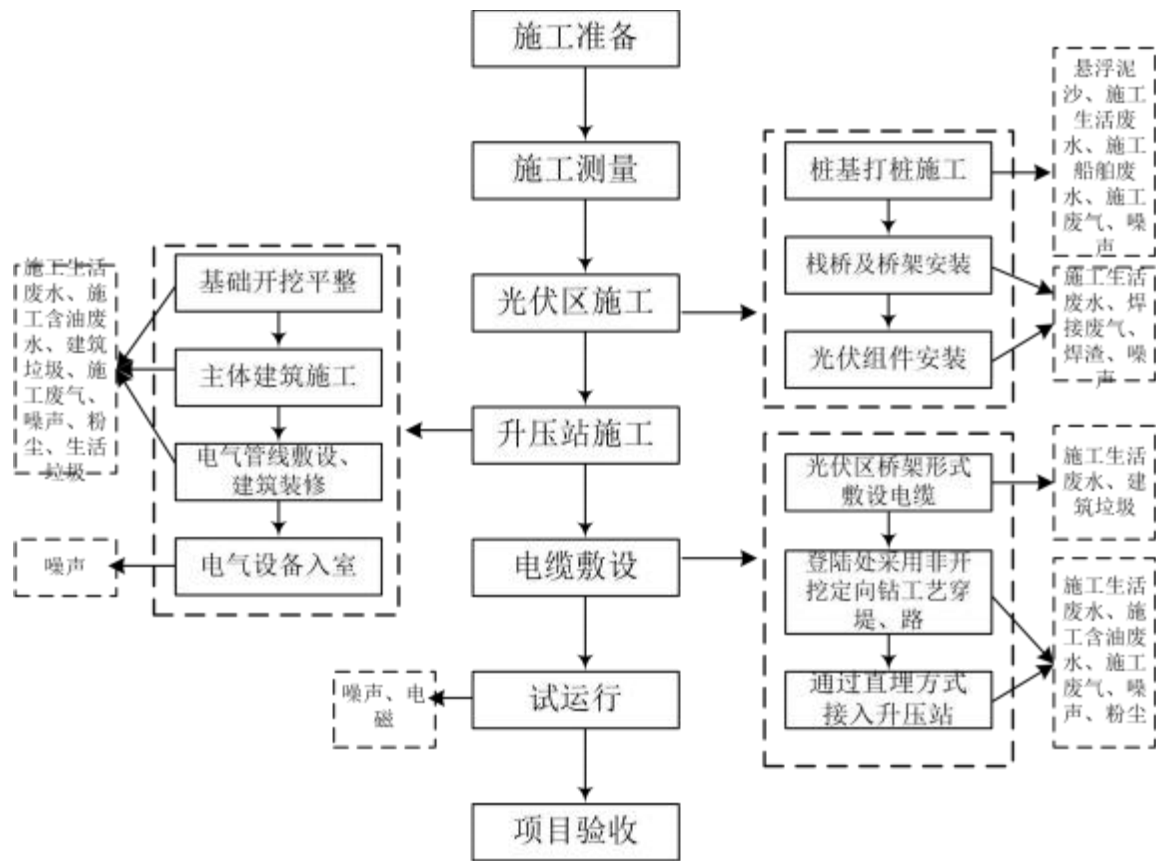 施工准备
施工测量
光伏区施工
升压站施工
电缆敷设
试运行
项目验收
基础开挖平整
主体建筑施工
电气管线敷设、
建筑装修
电气设备入室
施工生活
废水、施
工含油废
水、建筑
垃圾、施
工废气、
噪声、粉
尘、生活
垃圾
噪声
噪声、电
磁
桩基打桩施工
栈桥及桥架安装
光伏组件安装
悬浮泥
沙、施工
生活废
水、施工
船舶废
水、施工
废气、噪
声
施工生活
废水、焊
接废气、
焊渣、噪
声
光伏区桥架形式
敷设电缆
登陆处采用非开
挖定向钻工艺穿
堤、路
通过直埋方式
接入升压站
施工生活
废水、建
筑垃圾
施工生活
废水、施
工含油废
水、施工
废气、噪
声、粉尘